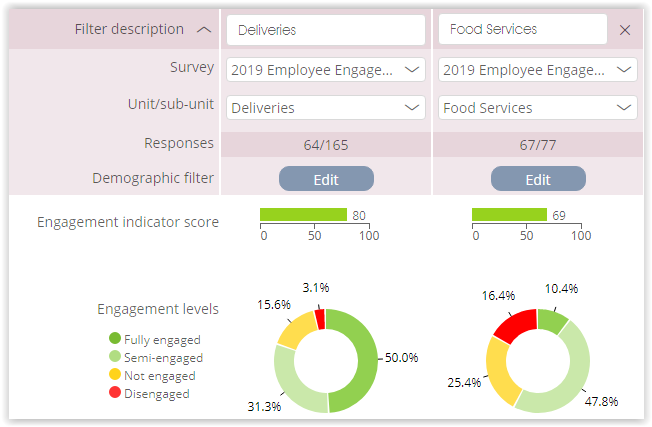 Filter description Deliveries Food Services
Survey 2019 Employee Engage... 2019 Employee Engage...
Unit/sub-unit Deliveries Food Services
Responses 64/165 67/77
Demographic filter Edit Edit
Engagement indicator score 80 69
0 50 100 0 50 100
Engagement levels
Fully engaged
Semi-engaged
Not engaged
Disengaged
3.1%
15.6%
50.0%
31.3%
10.4%
16.4%
25.4%
47.8%